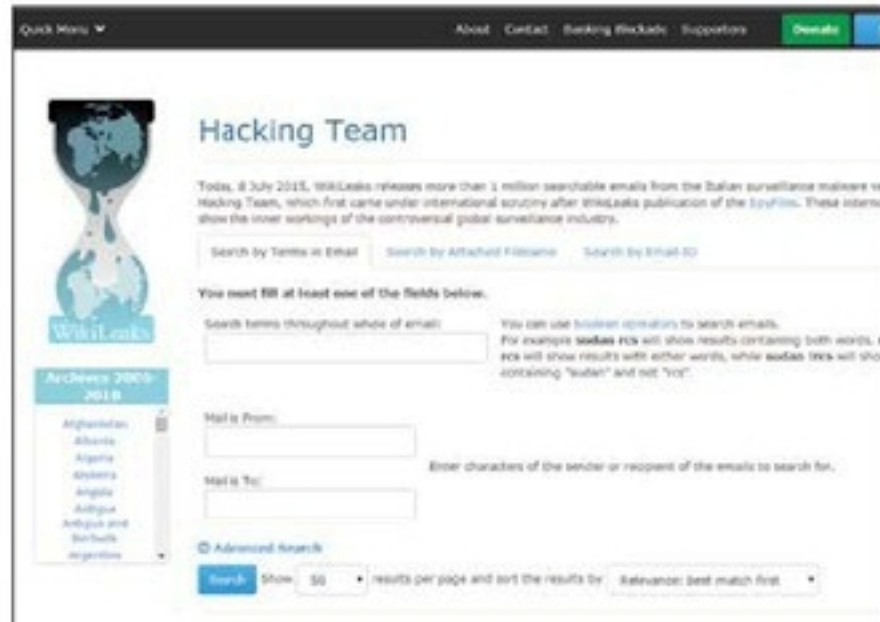 Quick Menu
About Contact Banking Blockade Supporters Donate
Hacking Team
Today, 8 July 2015, WikiLeaks releases more than 1 million searchable emails from the Italian surveillance malware
Hacking Team, which first came under international scrutiny after WikiLeaks publication of the SpyFiles. These
show the inner workings of the controversial global surveillance industry.
Search by Terms in Email Search by Attached Filename Search by Email-ID
You must fill at least one of the fields below.
Search terms throughout whole of email:
You can use boolean operators to search emails.
For example sudan rcs will show results containing both words,
rcs will show results with either words, while sudan !rcs will
containing "sudan" and not "rcs".
WikiLeaks
Archives 2006-
2010
Afghanistan
Albania
Algeria
Andorra
Angola
Antigua
Antigua and
Barbuda
Argentina
Mail is From:
Enter characters of the sender or recipient of the emails to search for.
Mail is To:
Advanced Search
Search Show 50 results per page and sort the results by Relevance: best match first